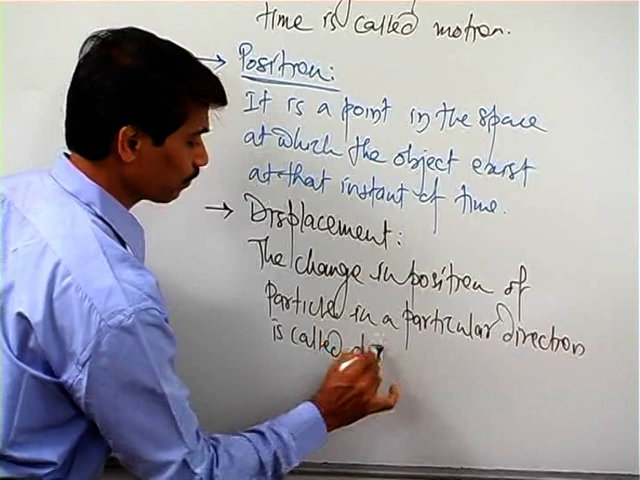 time is called motion.
→ Position:
It is a point in the space
at which the object exist
at that instant of time.
→ Displacement:
The change in position of
Particle in a particular direction
is called